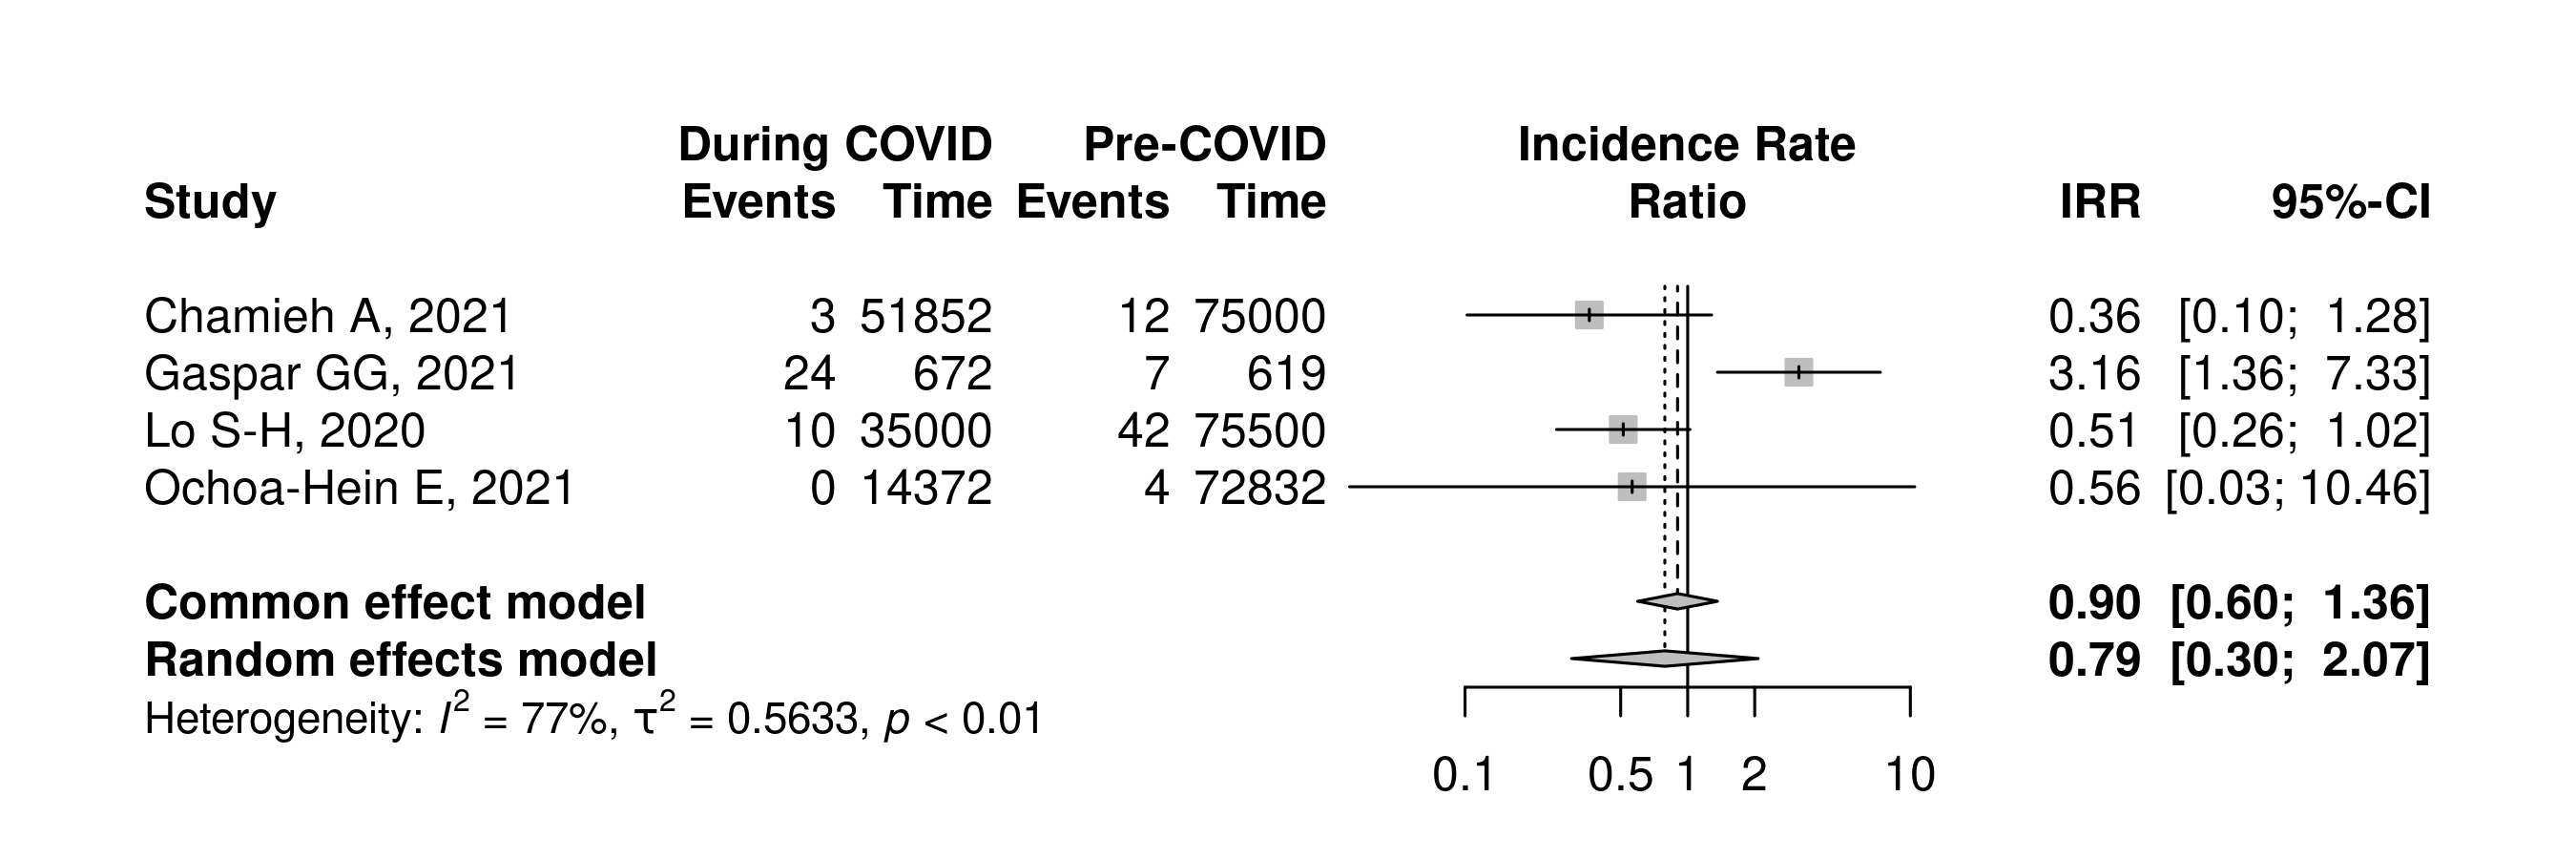 During COVID Pre-COVID Incidence Rate
Study Events Time Events Time Ratio IRR 95%-CI
Chamieh A, 2021 3 51852 12 75000 0.36 [0.10; 1.28]
Gaspar GG, 2021 24 672 7 619 3.16 [1.36; 7.33]
Lo S-H, 2020 10 35000 42 75500 0.51 [0.26; 1.02]
Ochoa-Hein E, 2021 0 14372 4 72832 0.56 [0.03; 10.46]
Common effect model 0.90 [0.60; 1.36]
Random effects model 0.79 [0.30; 2.07]
Heterogeneity: I² = 77%, τ² = 0.5633, p < 0.01
0.1 0.5 1 2 10